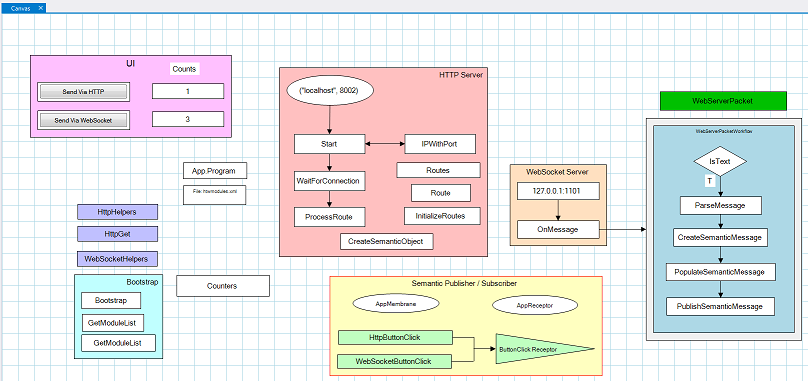 Canvas
UI
Counts
Send Via HTTP
1
Send Via WebSocket
3
HTTP Server
("localhost", 8002)
Start
IPWithPort
WaitForConnection
Routes
Route
ProcessRoute
InitializeRoutes
CreateSemanticObject
App.Program
HttpHelpers
HttpGet
WebSocketHelpers
Bootstrap
Bootstrap
GetModuleList
GetModuleList
Counters
WebSocket Server
127.0.0.1:1101
OnMessage
WebServerPacket
WebServerPacketWorkflow
IsText
T
ParseMessage
CreateSemanticMessage
PopulateSemanticMessage
PublishSemanticMessage
Semantic Publisher / Subscriber
AppMembrane
AppReceptor
HttpButtonClick
WebSocketButtonClick
ButtonClick Receptor